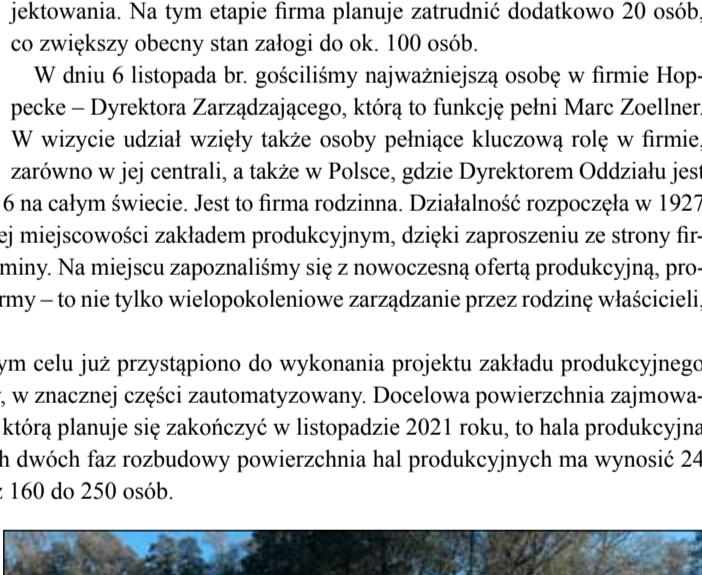 jektowania. Na tym etapie firma planuje zatrudnić dodatkowo 20 osób,
co zwiększy obecny stan załogi do ok. 100 osób.
W dniu 6 listopada br. gościliśmy najważniejszą osobę w firmie Hop-
pecke – Dyrektora Zarządzającego, którą to funkcję pełni Marc Zoellner.
W wizycie udział wzięły także osoby pełniące kluczową rolę w firmie,
zarówno w jej centrali, a także w Polsce, gdzie Dyrektorem Oddziału jest
6 na całym świecie. Jest to firma rodzinna. Działalność rozpoczęła w 1927
ej miejscowości zakładem produkcyjnym, dzięki zaproszeniu ze strony fir-
miny. Na miejscu zapoznaliśmy się z nowoczesną ofertą produkcyjną, pro-
rmy – to nie tylko wielopokoleniowe zarządzanie przez rodzinę właścicieli,
ym celu już przystąpiono do wykonania projektu zakładu produkcyjnego
, w znacznej części zautomatyzowany. Docelowa powierzchnia zajmowa-
którą planuje się zakończyć w listopadzie 2021 roku, to hala produkcyjna
h dwóch faz rozbudowy powierzchnia hal produkcyjnych ma wynosić 24
160 do 250 osób.